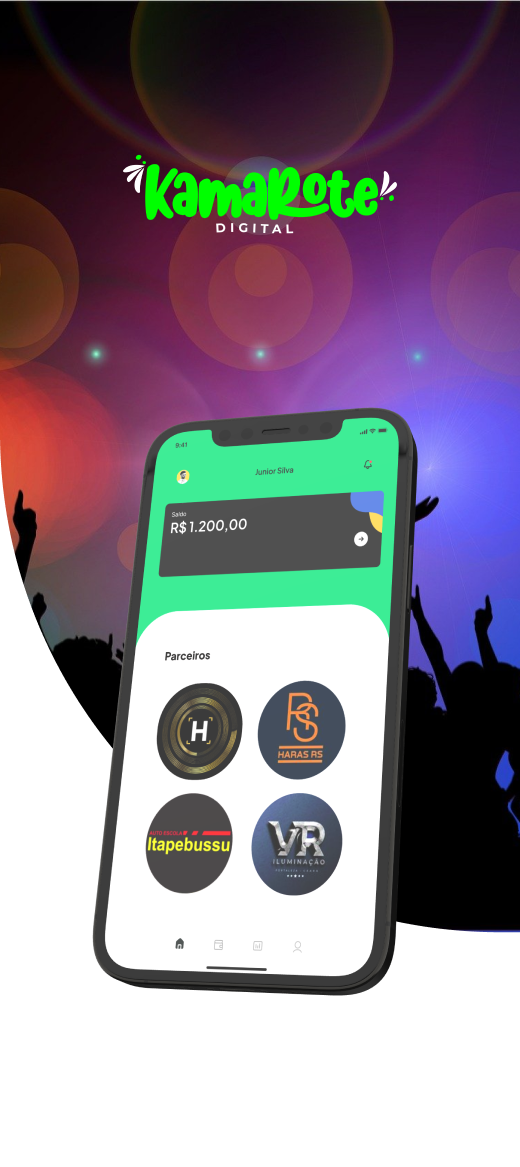 KamaRote
DIGITAL
9:41
Junior Silva
Saldo
R$ 1.200,00
Parceiros
H
RS
HARAS RS
AUTO ESCOLA
Itapebussu
VR
ILUMINAÇÃO